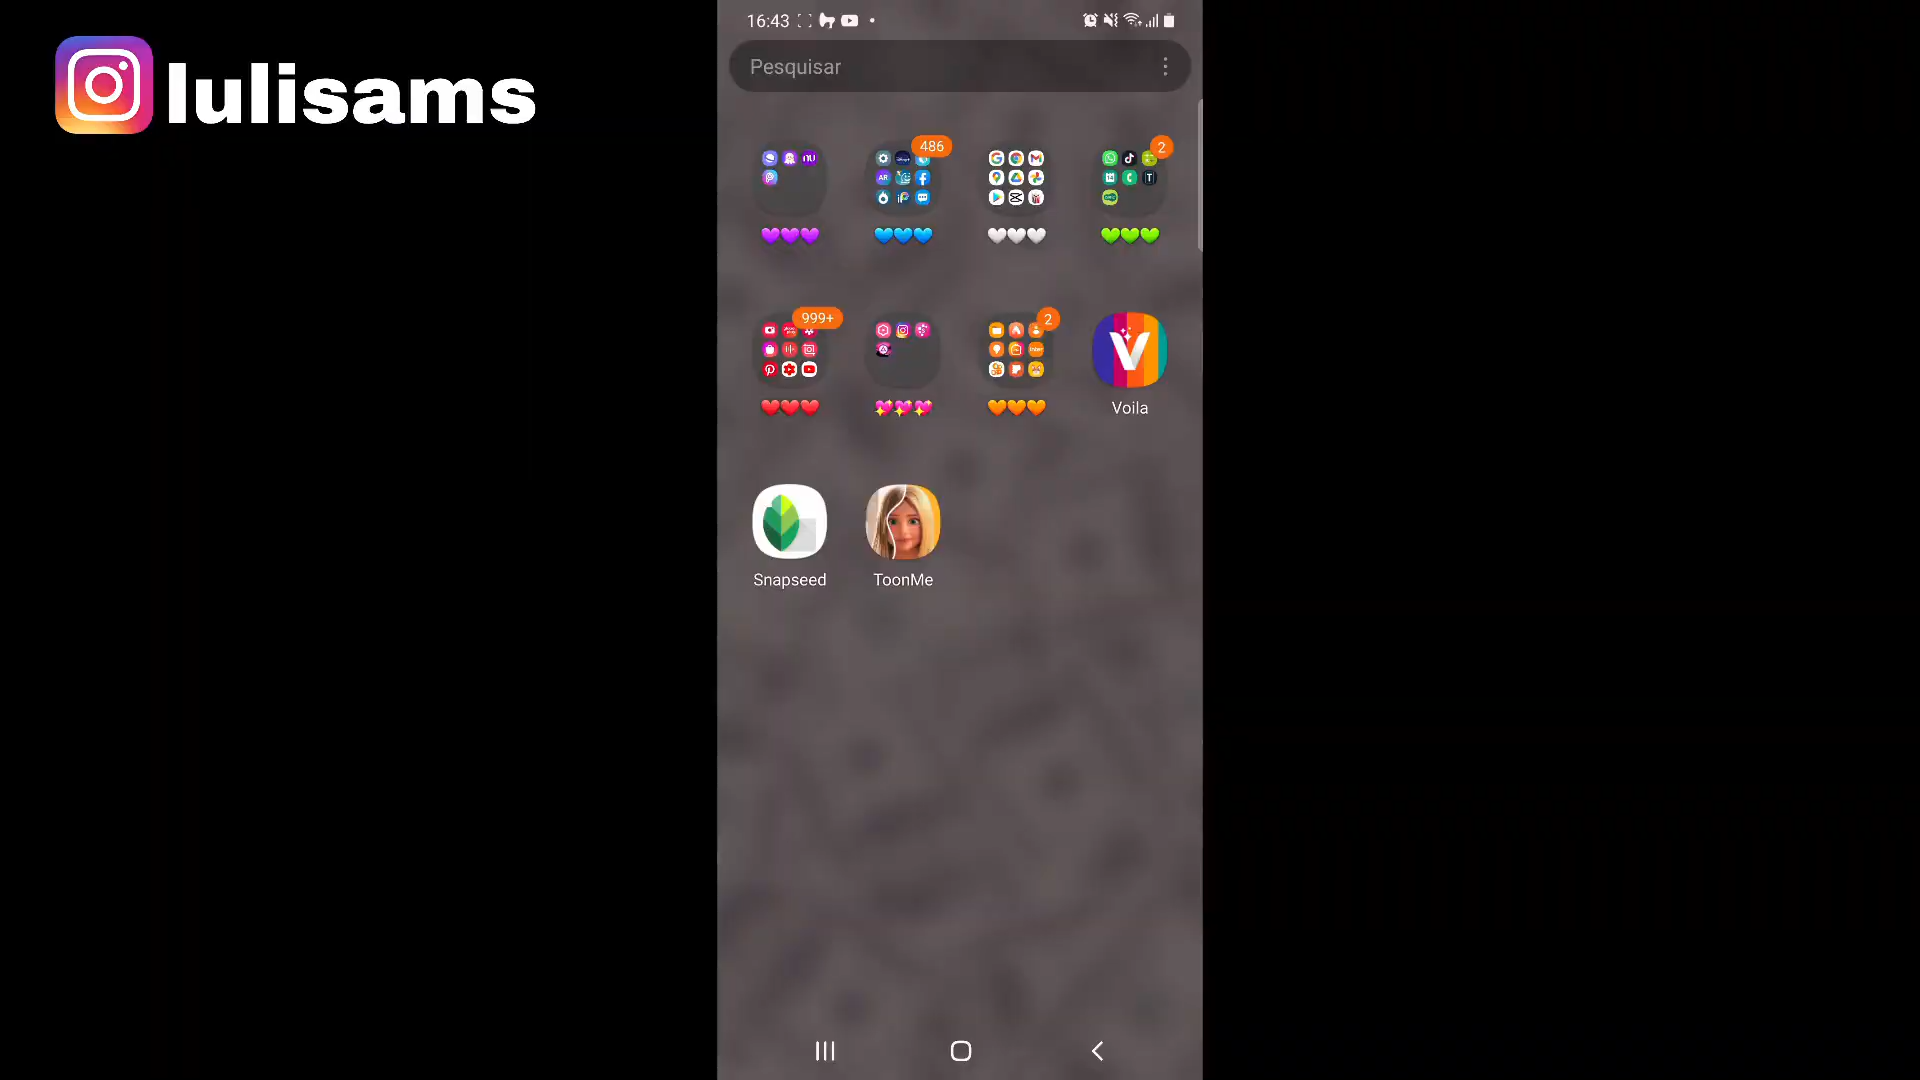 lulisams
16:43
Pesquisar
486
2
999+
2
Voila
Snapseed
ToonMe